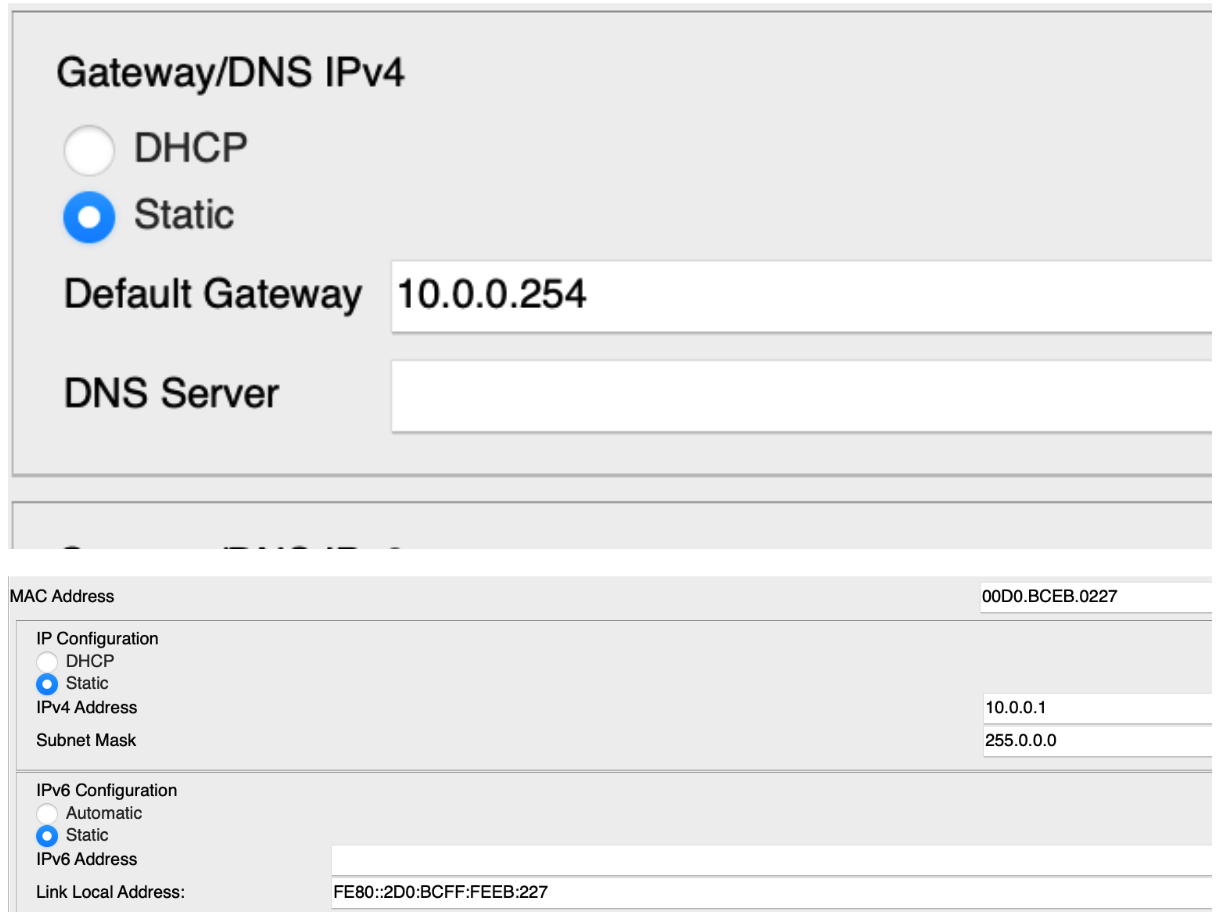 Gateway/DNS IPv4
DHCP
Static
Default Gateway 10.0.0.254
DNS Server
MAC Address 00D0.BCEB.0227
IP Configuration
DHCP
Static
IPv4 Address 10.0.0.1
Subnet Mask 255.0.0.0
IPv6 Configuration
Automatic
Static
IPv6 Address
Link Local Address: FE80::2D0:BCFF:FEEB:227